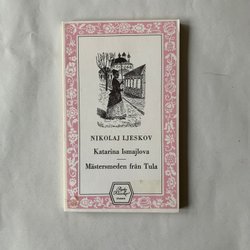 NIKOLAJ LJESKOV
Katarina Ismajlova
Mästersmeden från Tula